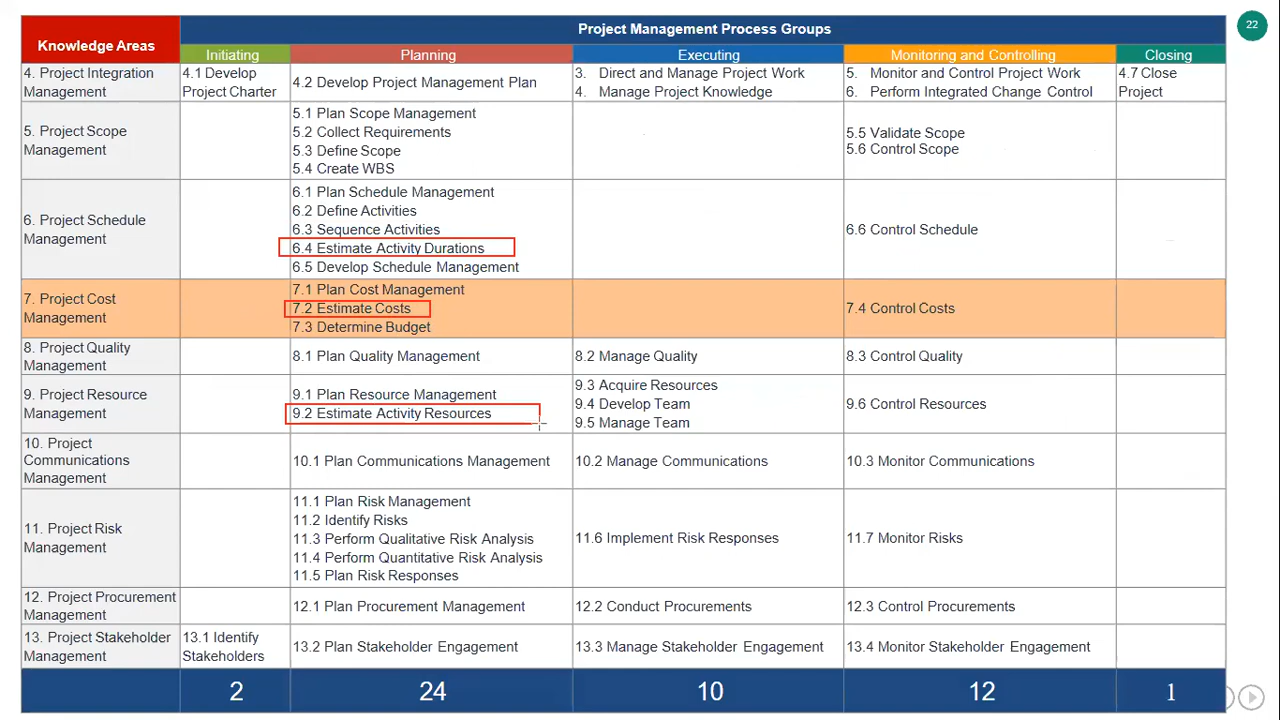 22
Knowledge Areas
Project Management Process Groups
Initiating
Planning
Executing
Monitoring and Controlling
Closing
4. Project Integration
Management
4.1 Develop
Project Charter
4.2 Develop Project Management Plan
3. Direct and Manage Project Work
4. Manage Project Knowledge
5. Monitor and Control Project Work
6. Perform Integrated Change Control
4.7 Close
Project
5. Project Scope
Management
5.1 Plan Scope Management
5.2 Collect Requirements
5.3 Define Scope
5.4 Create WBS
5.5 Validate Scope
5.6 Control Scope
6. Project Schedule
Management
6.1 Plan Schedule Management
6.2 Define Activities
6.3 Sequence Activities
6.4 Estimate Activity Durations
6.5 Develop Schedule Management
6.6 Control Schedule
7. Project Cost
Management
7.1 Plan Cost Management
7.2 Estimate Costs
7.3 Determine Budget
7.4 Control Costs
8. Project Quality
Management
8.1 Plan Quality Management
8.2 Manage Quality
8.3 Control Quality
9. Project Resource
Management
9.1 Plan Resource Management
9.2 Estimate Activity Resources
9.3 Acquire Resources
9.4 Develop Team
9.5 Manage Team
9.6 Control Resources
10. Project
Communications
Management
10.1 Plan Communications Management
10.2 Manage Communications
10.3 Monitor Communications
11. Project Risk
Management
11.1 Plan Risk Management
11.2 Identify Risks
11.3 Perform Qualitative Risk Analysis
11.4 Perform Quantitative Risk Analysis
11.5 Plan Risk Responses
11.6 Implement Risk Responses
11.7 Monitor Risks
12. Project Procurement
Management
12.1 Plan Procurement Management
12.2 Conduct Procurements
12.3 Control Procurements
13. Project Stakeholder
Management
13.1 Identify
Stakeholders
13.2 Plan Stakeholder Engagement
13.3 Manage Stakeholder Engagement
13.4 Monitor Stakeholder Engagement
2
24
10
12
1